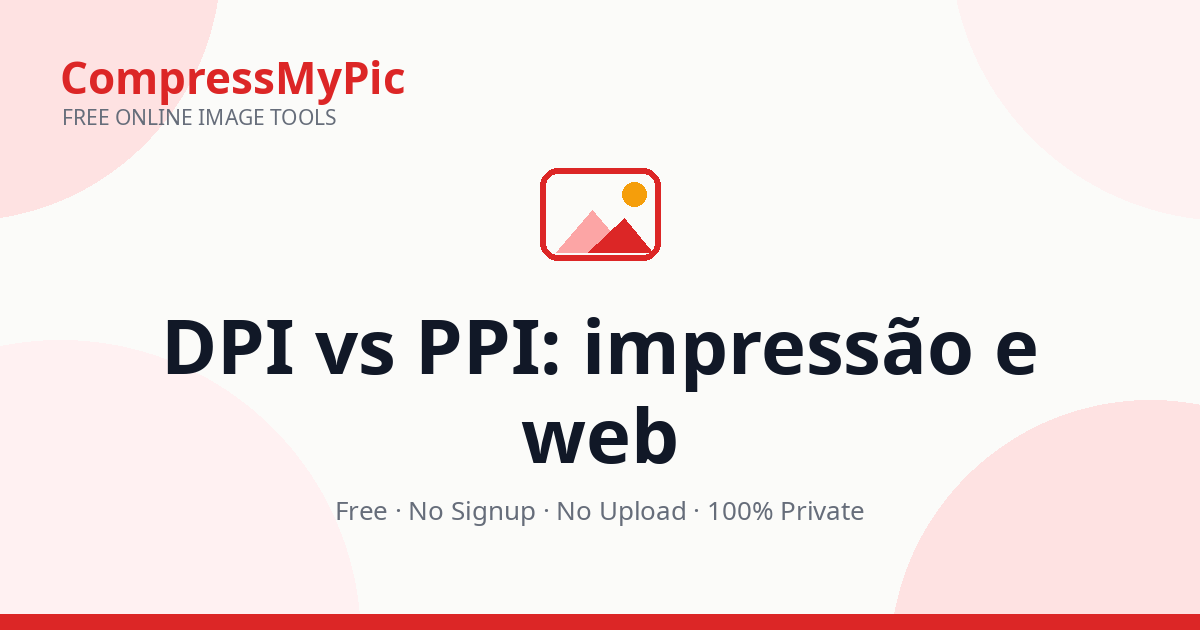 CompressMyPic
FREE ONLINE IMAGE TOOLS
DPI vs PPI: impressão e
web
Free · No Signup · No Upload · 100% Private